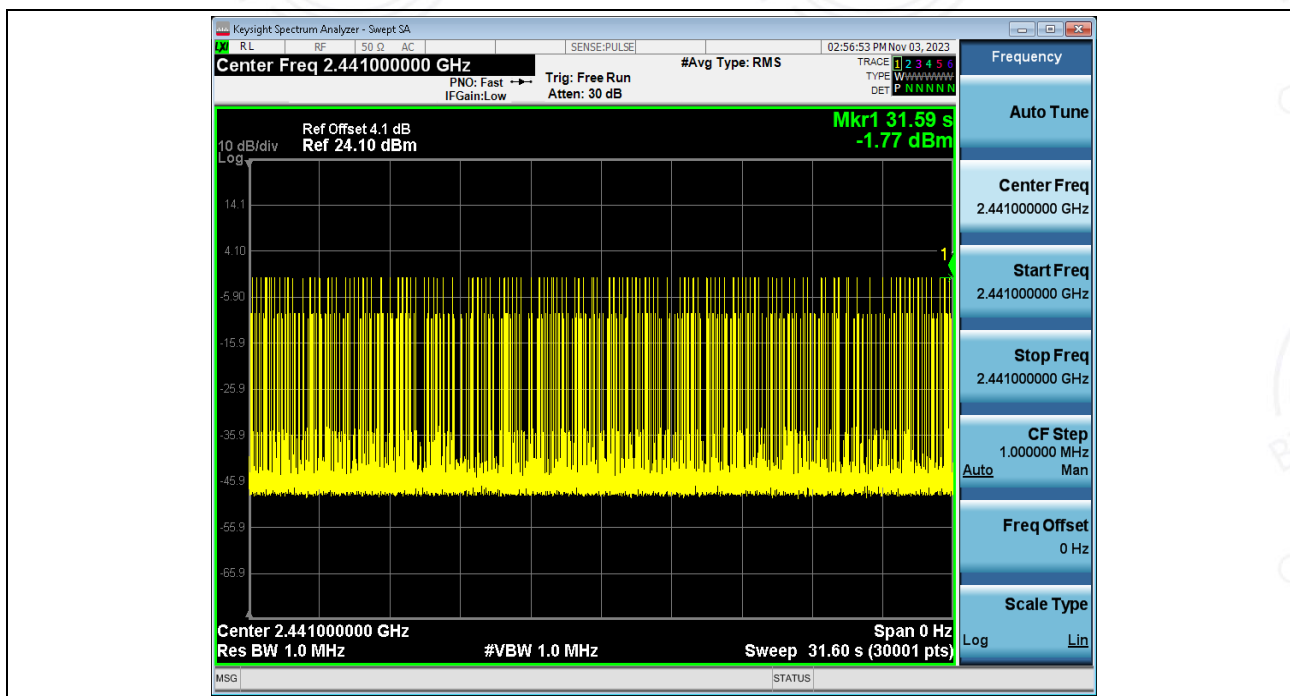 Keysight Spectrum Analyzer - Swept SA
LXI RL RF 50 Ω AC SENSE:PULSE 02:56:53 PM Nov 03, 2023
Center Freq 2.441000000 GHz #Avg Type: RMS TRACE 1 2 3 4 5 6
PNO: Fast Trig: Free Run TYPE WWWWWW
IFGain:Low Atten: 30 dB DET P N N N N N
Mkr1 31.59 s
Ref Offset 4.1 dB
10 dB/div Ref 24.10 dBm -1.77 dBm
Log
14.1
4.10
1
-5.90
-15.9
-25.9
-35.9
-45.9
-55.9
-65.9
Center 2.441000000 GHz Span 0 Hz
Res BW 1.0 MHz #VBW 1.0 MHz Sweep 31.60 s (30001 pts)
MSG STATUS
Frequency
Auto Tune
Center Freq
2.441000000 GHz
Start Freq
2.441000000 GHz
Stop Freq
2.441000000 GHz
CF Step
1.000000 MHz
Auto Man
Freq Offset
0 Hz
Scale Type
Log Lin